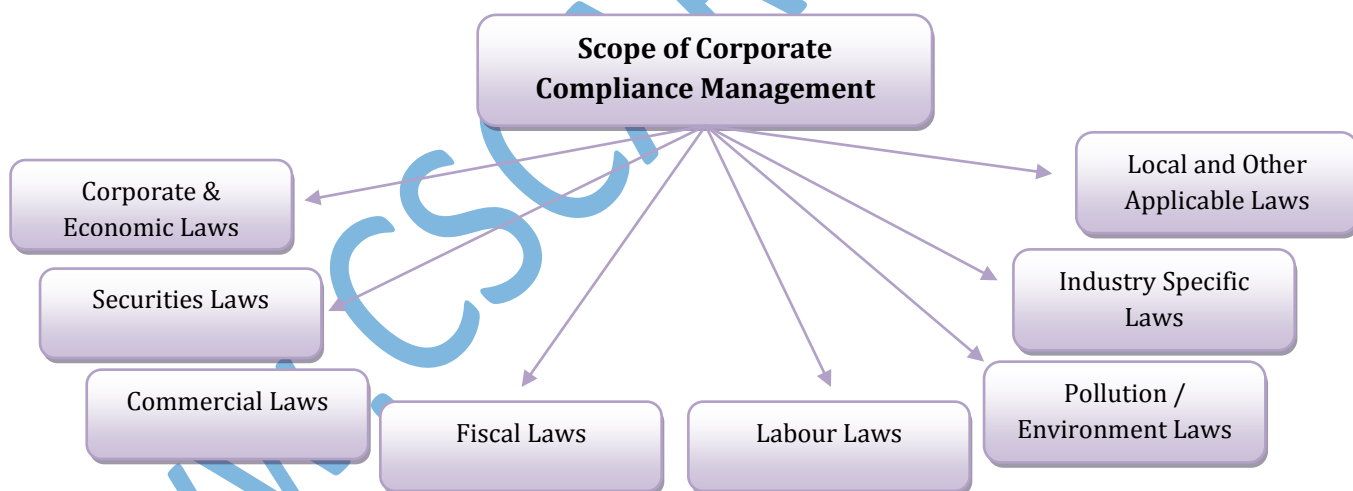 Scope of Corporate
Compliance Management
Corporate &
Economic Laws
Securities Laws
Commercial Laws
Fiscal Laws
Labour Laws
Pollution /
Environment Laws
Industry Specific
Laws
Local and Other
Applicable Laws